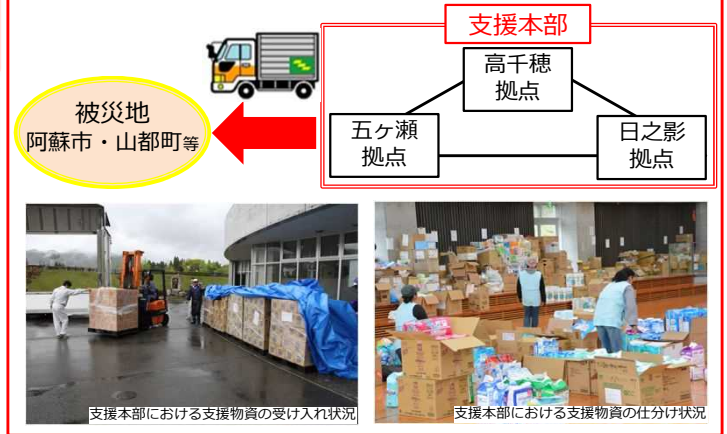 支援本部
高千穂
拠点
被災地
阿蘇市・山都町等
五ヶ瀬
拠点
日之影
拠点
支援本部における支援物資の受け入れ状況
支援本部における支援物資の仕分け状況